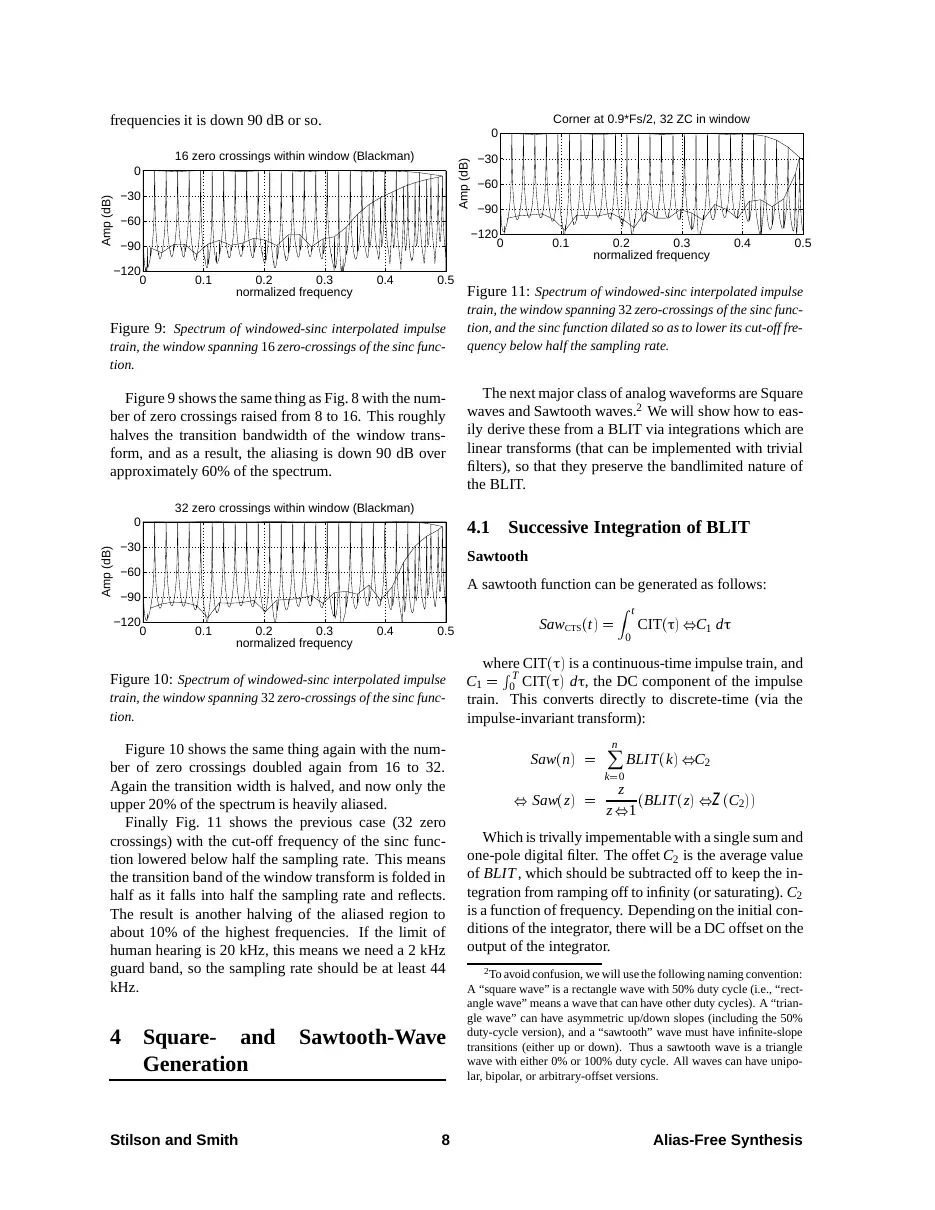 frequencies it is down 90 dB or so.
16 zero crossings within window (Blackman)
Amp (dB)
0
−30
−60
−90
−120
0 0.1 0.2 0.3 0.4 0.5
normalized frequency
Figure 9: Spectrum of windowed-sinc interpolated impulse
train, the window spanning 16 zero-crossings of the sinc func-
tion.
Figure 9 shows the same thing as Fig. 8 with the num-
ber of zero crossings raised from 8 to 16. This roughly
halves the transition bandwidth of the window trans-
form, and as a result, the aliasing is down 90 dB over
approximately 60% of the spectrum.
32 zero crossings within window (Blackman)
Amp (dB)
0
−30
−60
−90
−120
0 0.1 0.2 0.3 0.4 0.5
normalized frequency
Figure 10: Spectrum of windowed-sinc interpolated impulse
train, the window spanning 32 zero-crossings of the sinc func-
tion.
Figure 10 shows the same thing again with the num-
ber of zero crossings doubled again from 16 to 32.
Again the transition width is halved, and now only the
upper 20% of the spectrum is heavily aliased.
Finally Fig. 11 shows the previous case (32 zero
crossings) with the cut-off frequency of the sinc func-
tion lowered below half the sampling rate. This means
the transition band of the window transform is folded in
half as it falls into half the sampling rate and reflects.
The result is another halving of the aliased region to
about 10% of the highest frequencies. If the limit of
human hearing is 20 kHz, this means we need a 2 kHz
guard band, so the sampling rate should be at least 44
kHz.
4 Square- and Sawtooth-Wave
Generation
Corner at 0.9*Fs/2, 32 ZC in window
Amp (dB)
0
−30
−60
−90
−120
0 0.1 0.2 0.3 0.4 0.5
normalized frequency
Figure 11: Spectrum of windowed-sinc interpolated impulse
train, the window spanning 32 zero-crossings of the sinc func-
tion, and the sinc function dilated so as to lower its cut-off fre-
quency below half the sampling rate.
The next major class of analog waveforms are Square
waves and Sawtooth waves.² We will show how to eas-
ily derive these from a BLIT via integrations which are
linear transforms (that can be implemented with trivial
filters), so that they preserve the bandlimited nature of
the BLIT.
4.1 Successive Integration of BLIT
Sawtooth
A sawtooth function can be generated as follows:
Saw_CTS(t) = ∫₀ᵗ CIT(τ) ⇔ C₁ dτ
where CIT(τ) is a continuous-time impulse train, and
C₁ = ∫₀ᵀ CIT(τ) dτ, the DC component of the impulse
train. This converts directly to discrete-time (via the
impulse-invariant transform):
Saw(n) = ∑ₖ₌₀ⁿ BLIT(k) ⇔ C₂
⇔ Saw(z) = z / (z ⇔ 1) (BLIT(z) ⇔ Z(C₂))
Which is trivally impementable with a single sum and
one-pole digital filter. The offet C₂ is the average value
of BLIT, which should be subtracted off to keep the in-
tegration from ramping off to infinity (or saturating). C₂
is a function of frequency. Depending on the initial con-
ditions of the integrator, there will be a DC offset on the
output of the integrator.
²To avoid confusion, we will use the following naming convention:
A “square wave” is a rectangle wave with 50% duty cycle (i.e., “rect-
angle wave” means a wave that can have other duty cycles). A “trian-
gle wave” can have asymmetric up/down slopes (including the 50%
duty-cycle version), and a “sawtooth” wave must have infinite-slope
transitions (either up or down). Thus a sawtooth wave is a triangle
wave with either 0% or 100% duty cycle. All waves can have unipo-
lar, bipolar, or arbitrary-offset versions.
Stilson and Smith 8 Alias-Free Synthesis